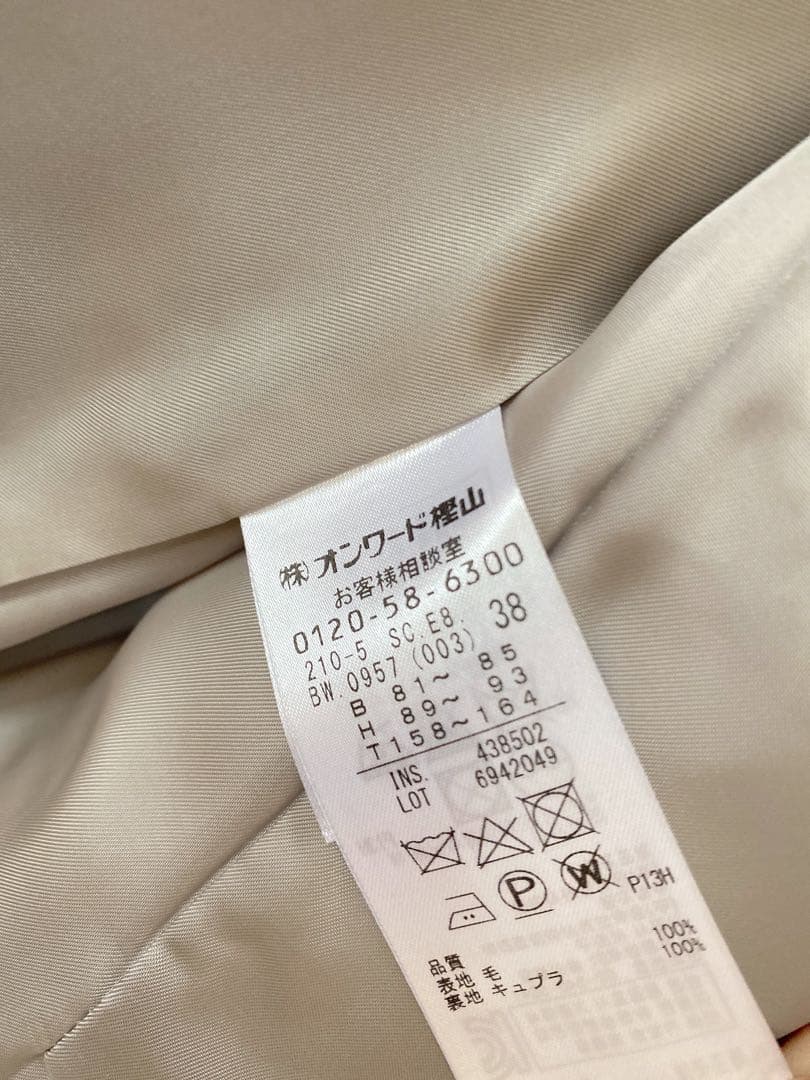 (株)オンワード樫山
お客様相談室
0120-58-6300
210-5 SC.E8. 38
BW.0957 (003)
B 81～ 85
H 89～ 93
T158～164
INS. 438502
LOT 6942049
P W P13H
品質
表地 毛 100%
裏地 キュプラ 100%